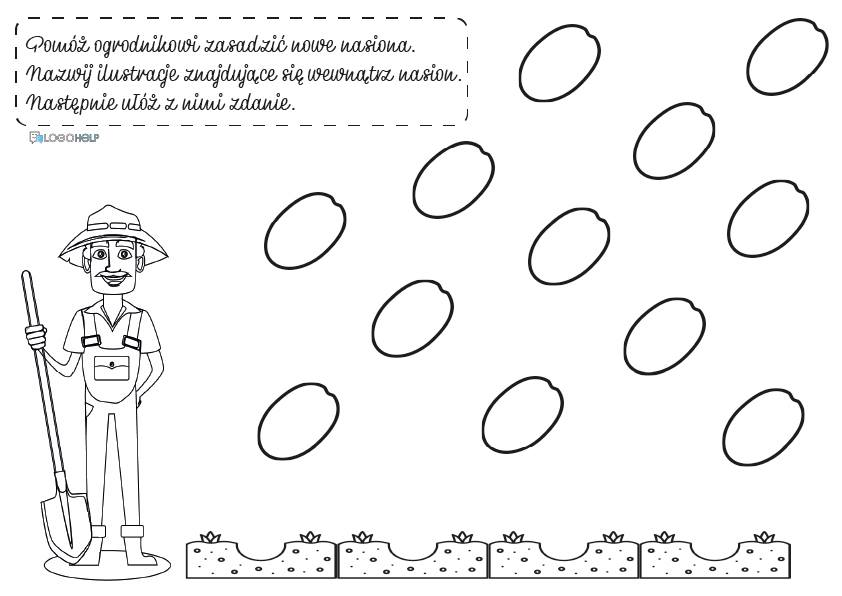 Pomóż ogrodnikowi zasadzić nowe nasiona.
Nazwij ilustracje znajdujące się wewnątrz nasion.
Następnie ułóż z nimi zdanie.
LOGOHELP